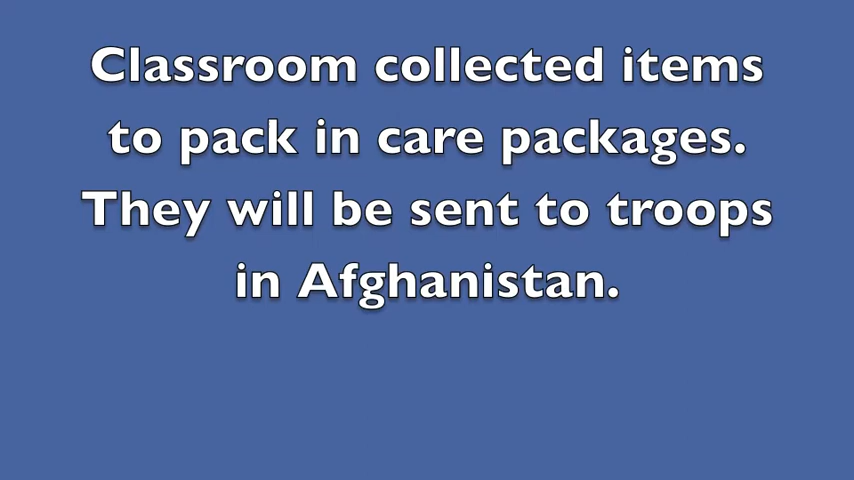 Classroom collected items
to pack in care packages.
They will be sent to troops
in Afghanistan.